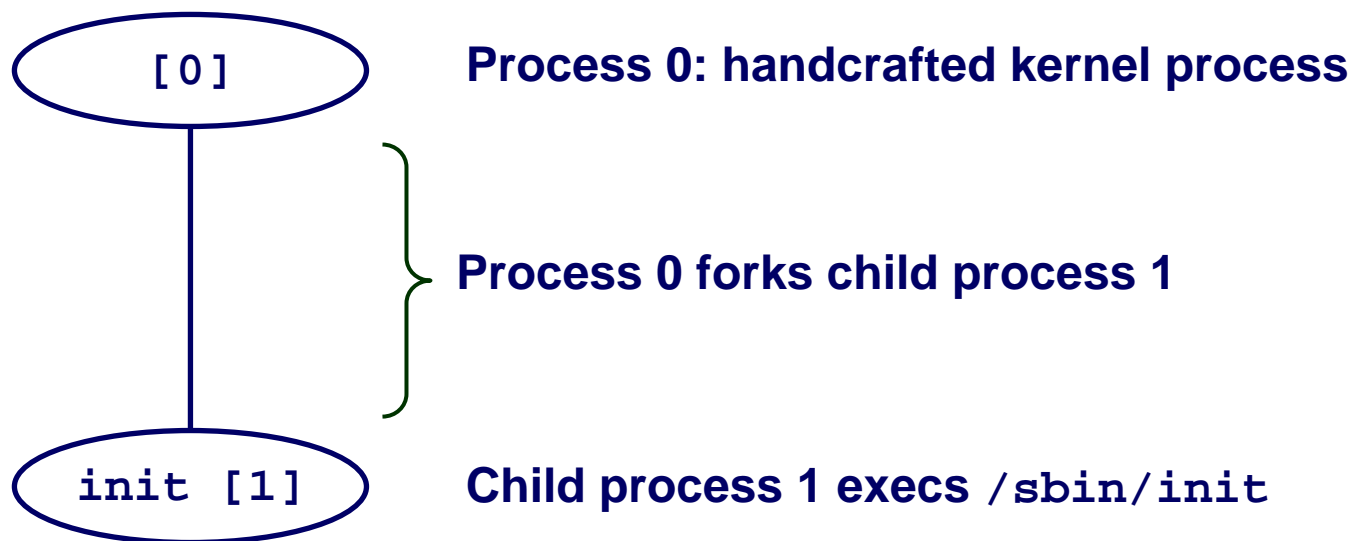 [0] Process 0: handcrafted kernel process
Process 0 forks child process 1
init [1] Child process 1 execs /sbin/init